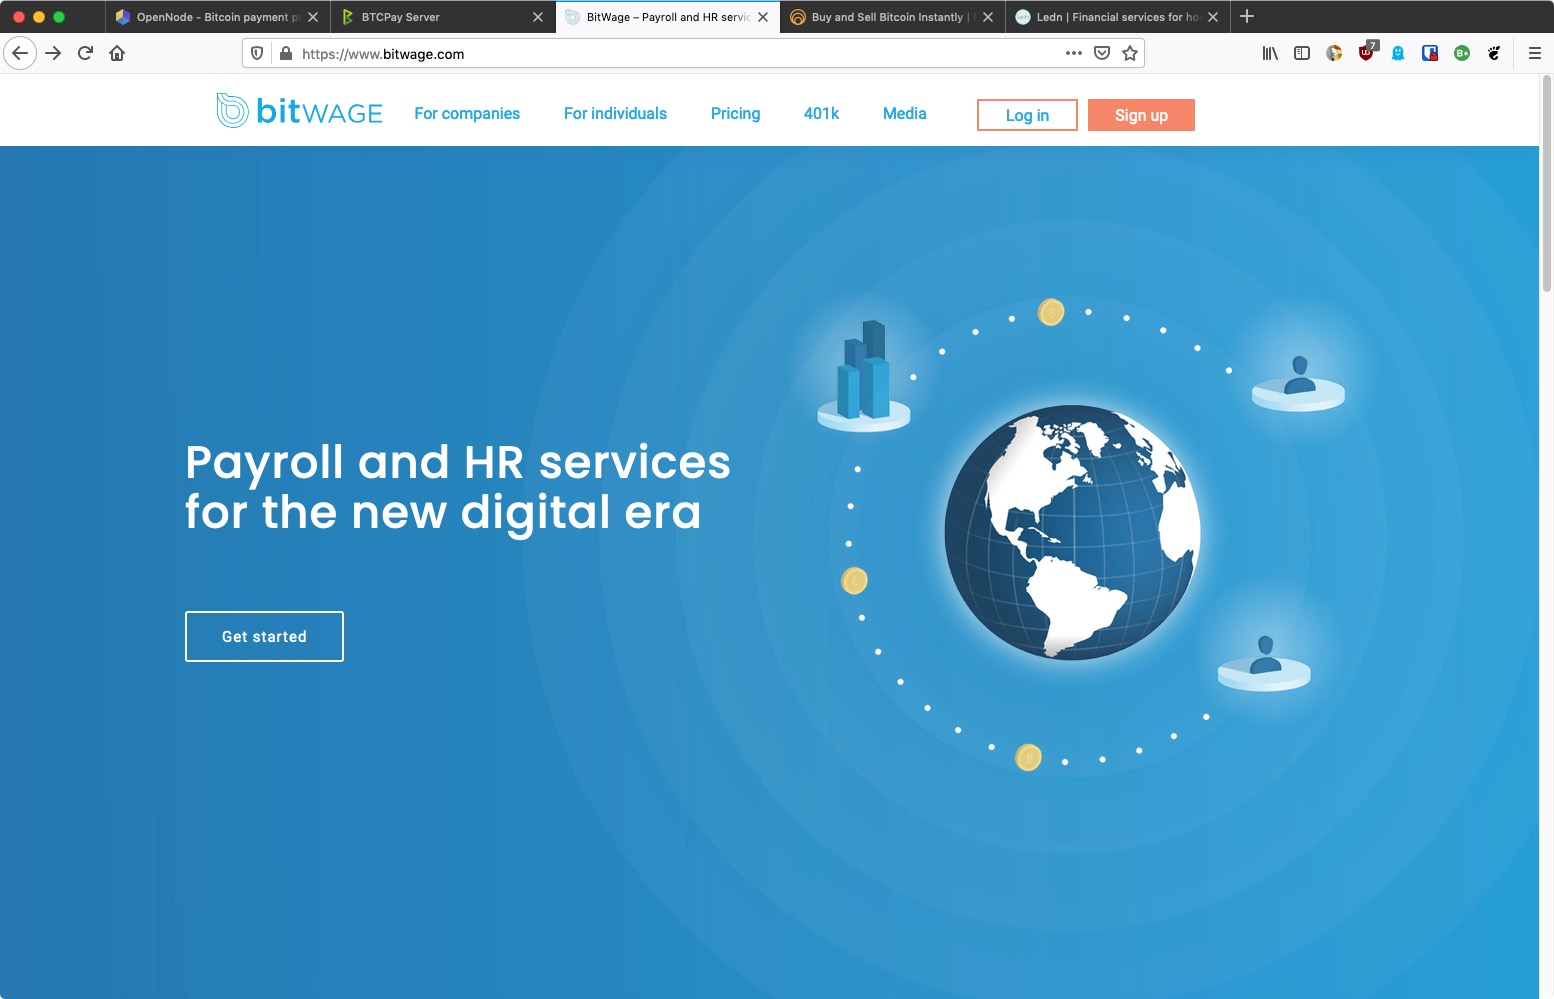 OpenNode - Bitcoin payment pr
BTCPay Server
BitWage – Payroll and HR servic
Buy and Sell Bitcoin Instantly |
Ledn | Financial services for ho
https://www.bitwage.com
7
B+
bitWAGE
For companies
For individuals
Pricing
401k
Media
Log in
Sign up
Payroll and HR services
for the new digital era
Get started